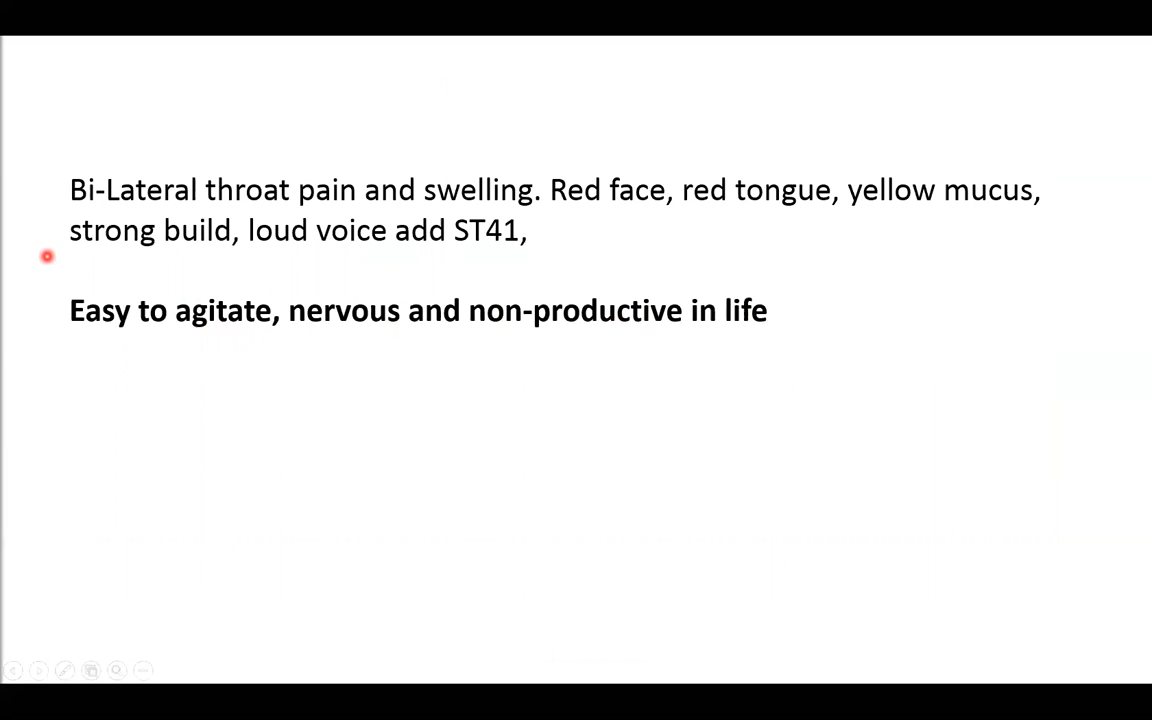 Bi-Lateral throat pain and swelling. Red face, red tongue, yellow mucus,
strong build, loud voice add ST41,
Easy to agitate, nervous and non-productive in life